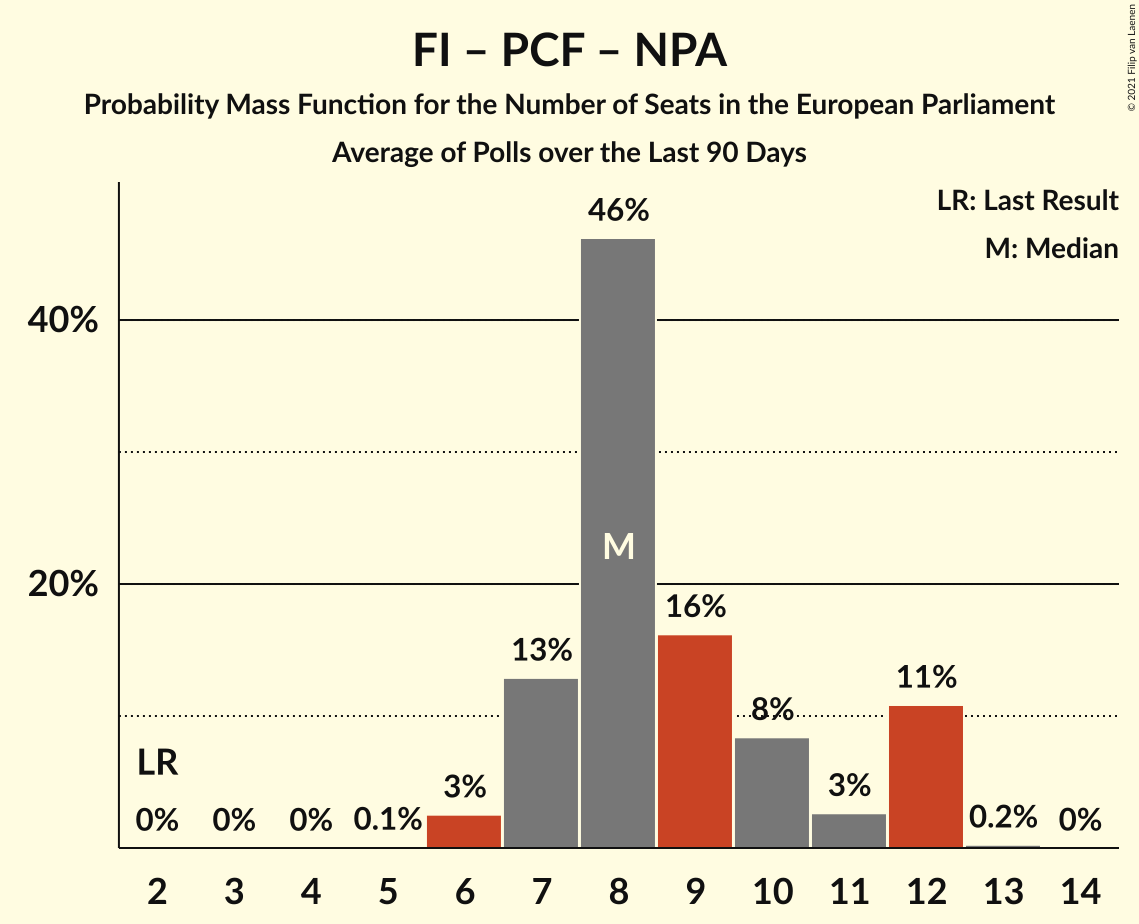 FI – PCF – NPA
Probability Mass Function for the Number of Seats in the European Parliament
Average of Polls over the Last 90 Days
© 2021 Filip van Laenen
LR: Last Result
M: Median
46%
40%
M
20%
16%
13%
11%
8%
LR
3%
3%
0%
0%
0%
0.1%
0.2%
0%
2 3 4 5 6 7 8 9 10 11 12 13 14